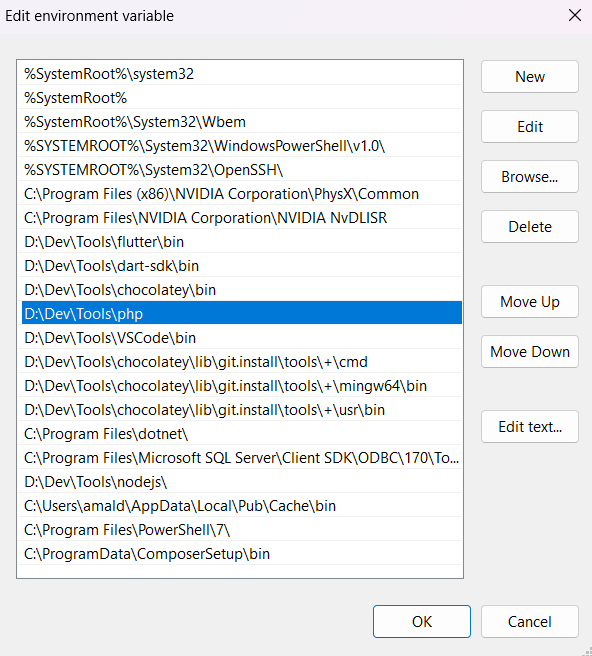 Edit environment variable
%SystemRoot%\system32
%SystemRoot%
%SystemRoot%\System32\Wbem
%SYSTEMROOT%\System32\WindowsPowerShell\v1.0\
%SYSTEMROOT%\System32\OpenSSH\
C:\Program Files (x86)\NVIDIA Corporation\PhysX\Common
C:\Program Files\NVIDIA Corporation\NVIDIA NvDLISR
D:\Dev\Tools\flutter\bin
D:\Dev\Tools\dart-sdk\bin
D:\Dev\Tools\chocolatey\bin
D:\Dev\Tools\php
D:\Dev\Tools\VSCode\bin
D:\Dev\Tools\chocolatey\lib\git.install\tools\+\cmd
D:\Dev\Tools\chocolatey\lib\git.install\tools\+\mingw64\bin
D:\Dev\Tools\chocolatey\lib\git.install\tools\+\usr\bin
C:\Program Files\dotnet\
C:\Program Files\Microsoft SQL Server\Client SDK\ODBC\170\To...
D:\Dev\Tools\nodejs\
C:\Users\amald\AppData\Local\Pub\Cache\bin
C:\Program Files\PowerShell\7\
C:\ProgramData\ComposerSetup\bin
New
Edit
Browse...
Delete
Move Up
Move Down
Edit text...
OK
Cancel